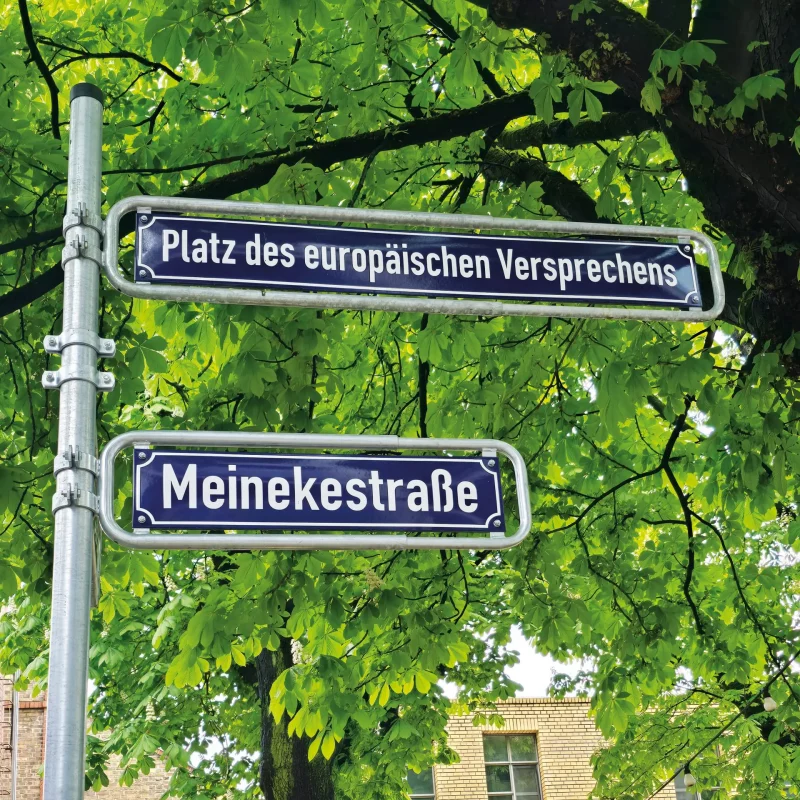 Platz des europäischen Versprechens
Meinekestraße